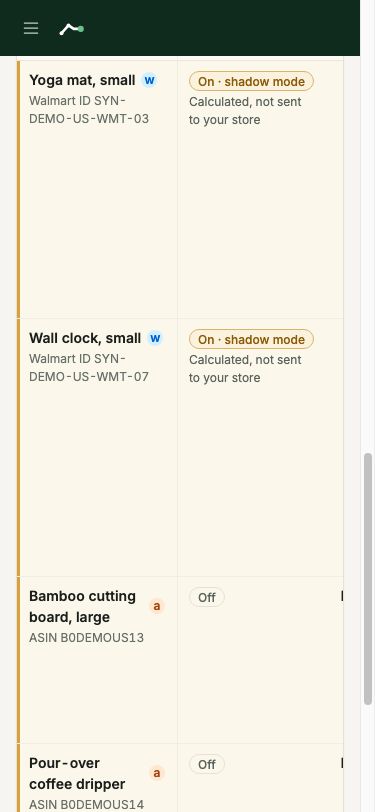 Yoga mat, small w
On · shadow mode
Walmart ID SYN-
DEMO-US-WMT-03
Calculated, not sent
to your store
Wall clock, small w
On · shadow mode
Walmart ID SYN-
DEMO-US-WMT-07
Calculated, not sent
to your store
Bamboo cutting
board, large a
ASIN B0DEMOUS13
Off
Pour-over
coffee dripper a
ASIN B0DEMOUS14
Off